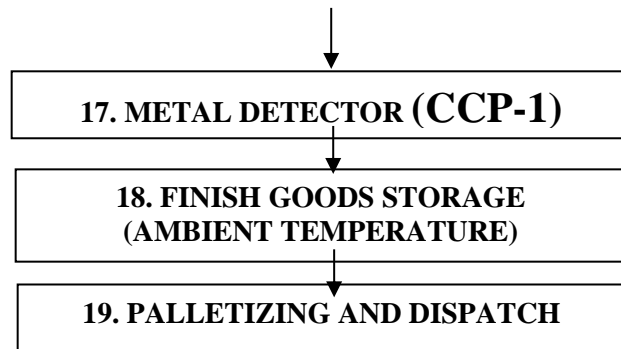 17. METAL DETECTOR (CCP-1)
18. FINISH GOODS STORAGE
(AMBIENT TEMPERATURE)
19. PALLETIZING AND DISPATCH